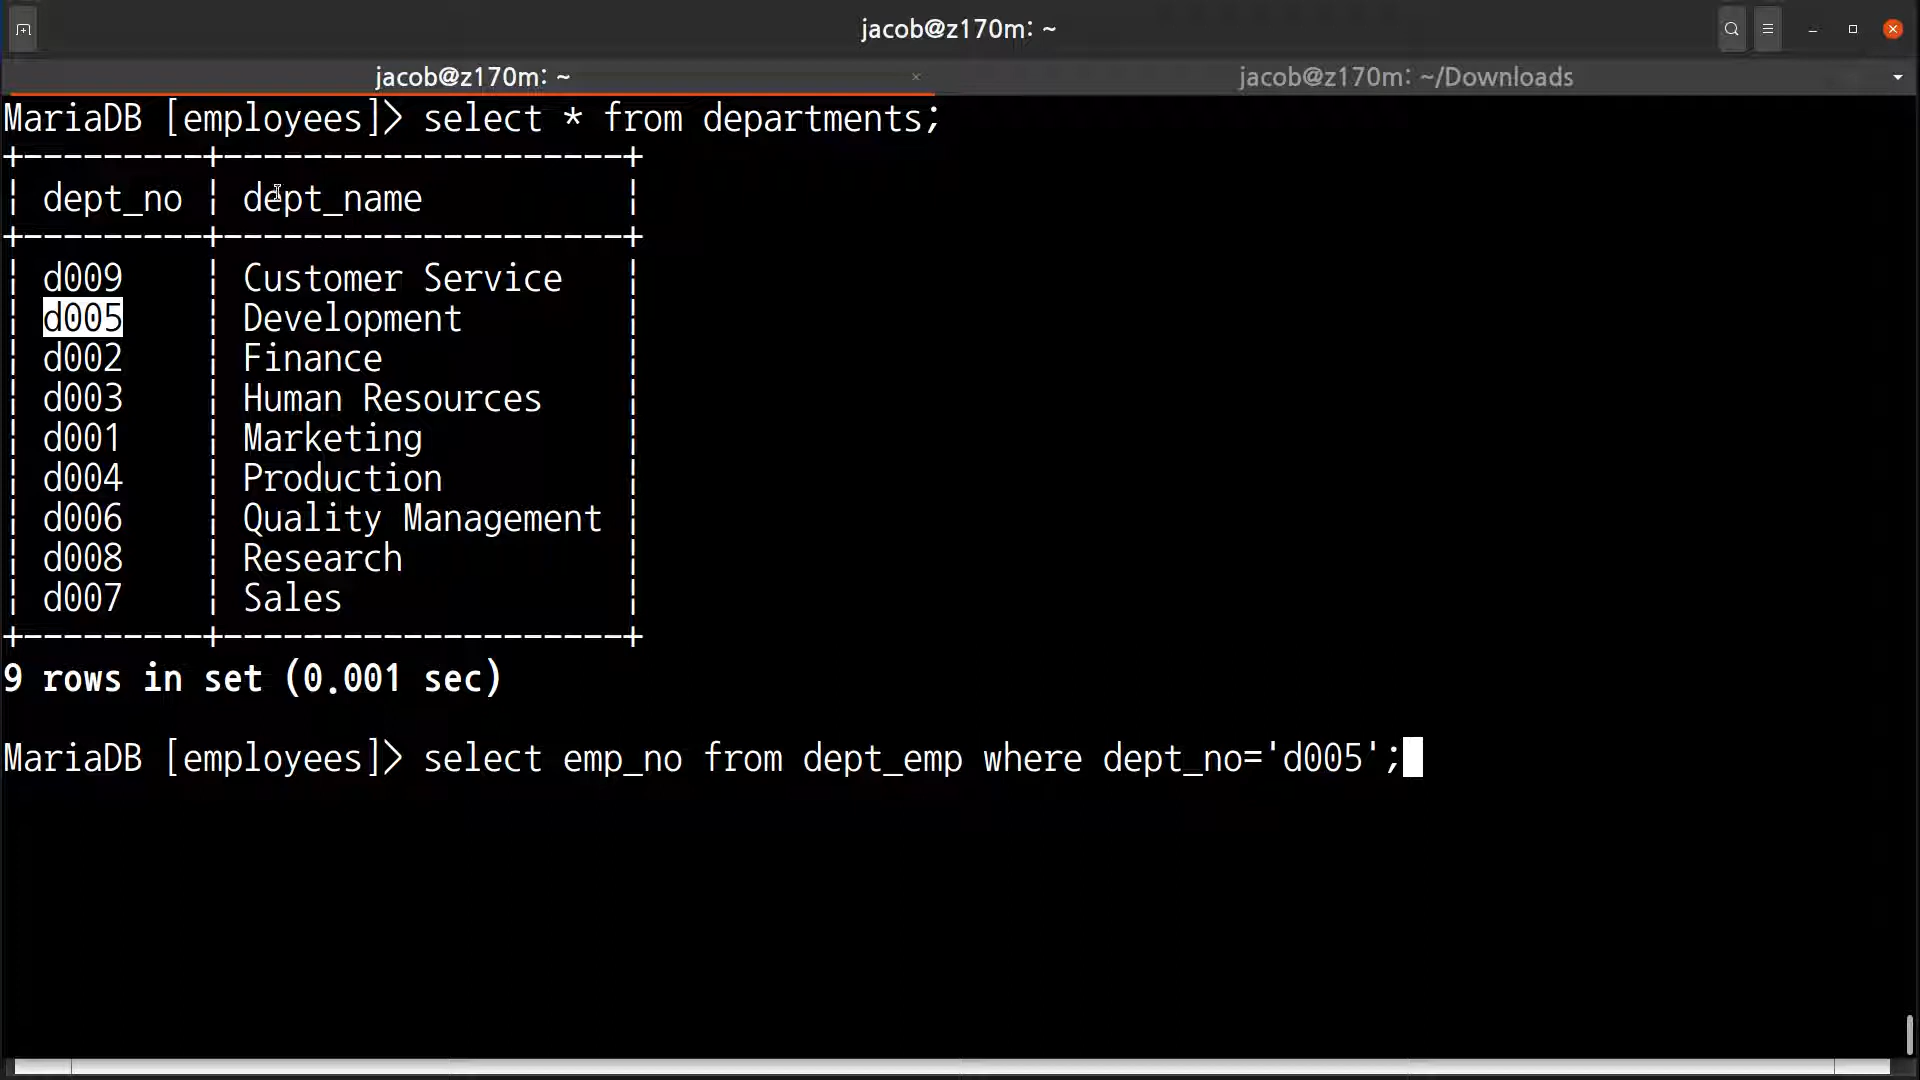 jacob@z170m: ~
jacob@z170m: ~
jacob@z170m: ~/Downloads
MariaDB [employees]> select * from departments;
+---------+--------------------+
| dept_no | dept_name          |
+---------+--------------------+
| d009    | Customer Service   |
| d005    | Development        |
| d002    | Finance            |
| d003    | Human Resources    |
| d001    | Marketing          |
| d004    | Production         |
| d006    | Quality Management |
| d008    | Research           |
| d007    | Sales              |
+---------+--------------------+
9 rows in set (0.001 sec)
MariaDB [employees]> select emp_no from dept_emp where dept_no='d005';